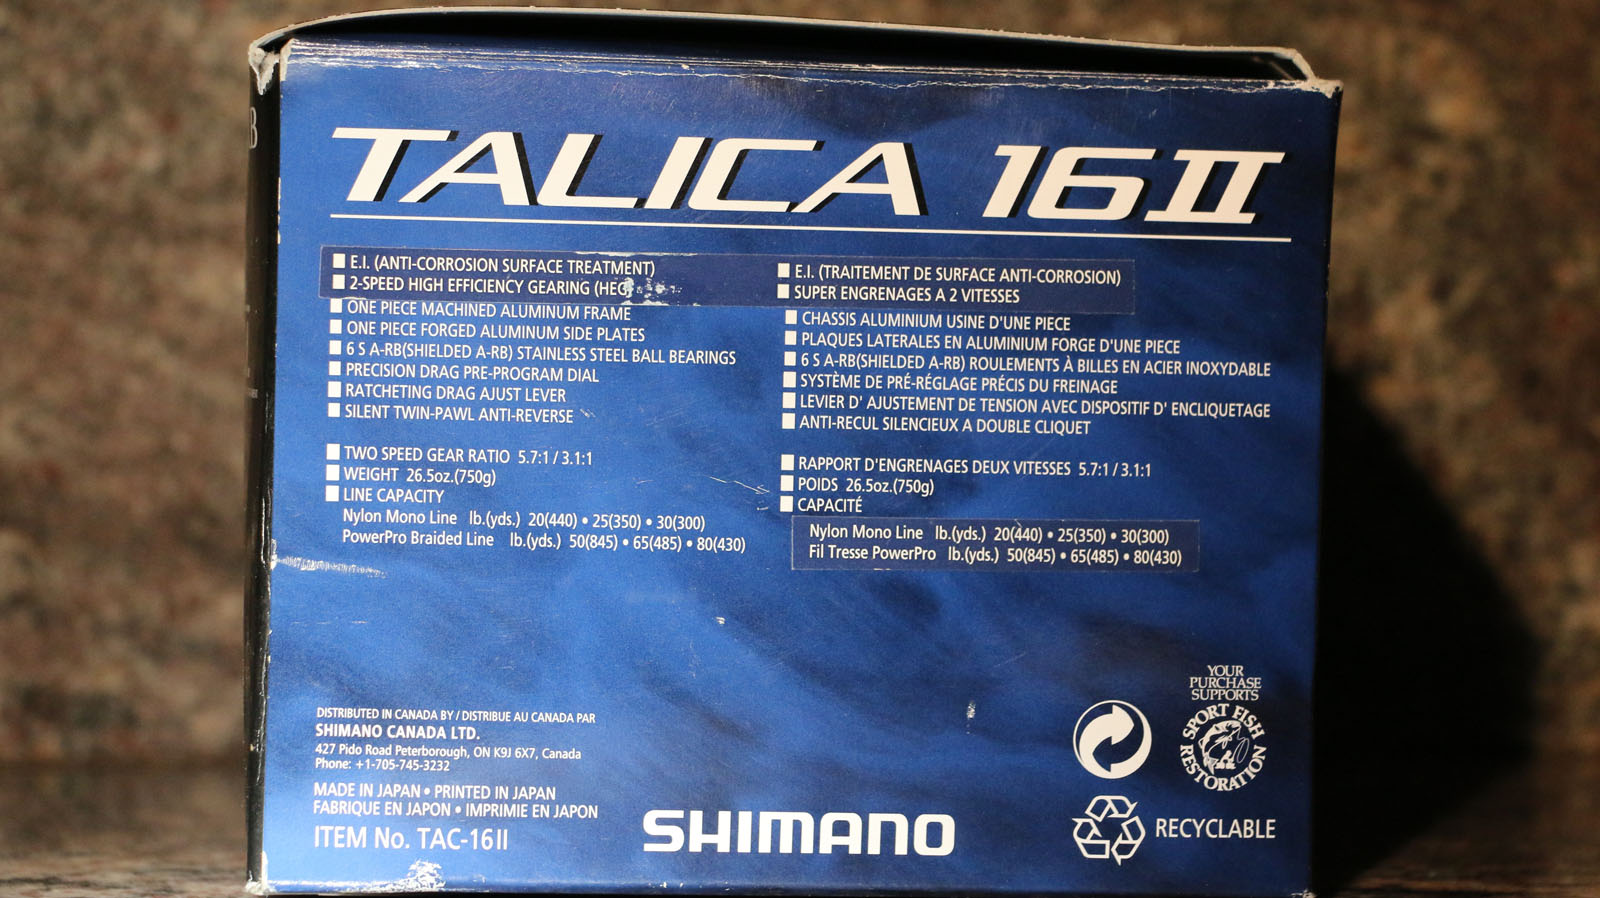 TALICA 16II
E.I. (ANTI-CORROSION SURFACE TREATMENT)
2-SPEED HIGH EFFICIENCY GEARING (HEG)
ONE PIECE MACHINED ALUMINUM FRAME
ONE PIECE FORGED ALUMINUM SIDE PLATES
6 S A-RB(SHIELDED A-RB) STAINLESS STEEL BALL BEARINGS
PRECISION DRAG PRE-PROGRAM DIAL
RATCHETING DRAG AJUST LEVER
SILENT TWIN-PAWL ANTI-REVERSE
TWO SPEED GEAR RATIO 5.7:1 / 3.1:1
WEIGHT 26.5oz.(750g)
LINE CAPACITY
Nylon Mono Line lb.(yds.) 20(440) • 25(350) • 30(300)
PowerPro Braided Line lb.(yds.) 50(845) • 65(485) • 80(430)
E.I. (TRAITEMENT DE SURFACE ANTI-CORROSION)
SUPER ENGRENAGES A 2 VITESSES
CHASSIS ALUMINIUM USINE D'UNE PIECE
PLAQUES LATERALES EN ALUMINIUM FORGE D'UNE PIECE
6 S A-RB(SHIELDED A-RB) ROULEMENTS À BILLES EN ACIER INOXYDABLE
SYSTÈME DE PRÉ-RÉGLAGE PRÉCIS DU FREINAGE
LEVIER D' AJUSTEMENT DE TENSION AVEC DISPOSITIF D' ENCLIQUETAGE
ANTI-RECUL SILENCIEUX A DOUBLE CLIQUET
RAPPORT D'ENGRENAGES DEUX VITESSES 5.7:1 / 3.1:1
POIDS 26.5oz.(750g)
CAPACITÉ
Nylon Mono Line lb.(yds.) 20(440) • 25(350) • 30(300)
Fil Tresse PowerPro lb.(yds.) 50(845) • 65(485) • 80(430)
DISTRIBUTED IN CANADA BY / DISTRIBUE AU CANADA PAR
SHIMANO CANADA LTD.
427 Pido Road Peterborough, ON K9J 6X7, Canada
Phone: +1-705-745-3232
MADE IN JAPAN • PRINTED IN JAPAN
FABRIQUE EN JAPON • IMPRIMIE EN JAPON
ITEM No. TAC-16II
SHIMANO
YOUR
PURCHASE
SUPPORTS
SPORT FISH
RESTORATION
RECYCLABLE